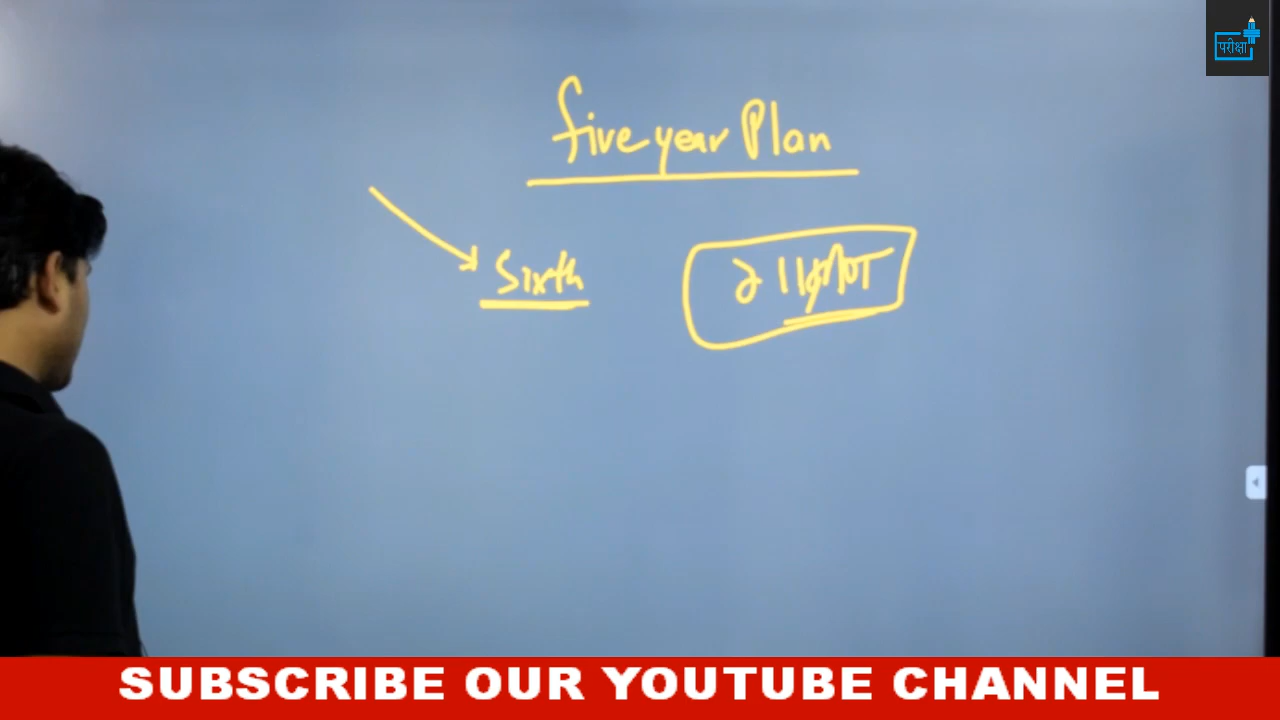 परीक्षा
five year Plan
Sixth
SUBSCRIBE OUR YOUTUBE CHANNEL